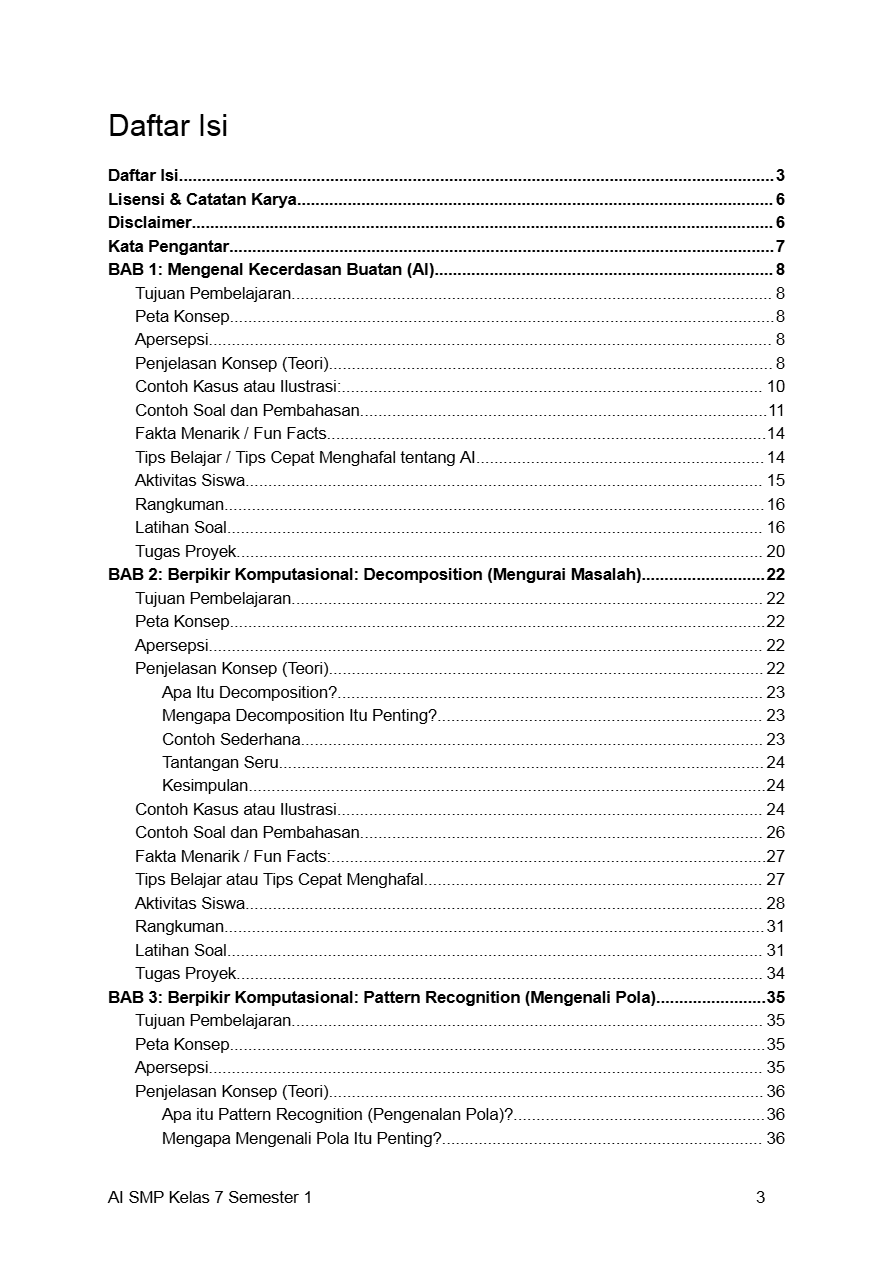 Daftar Isi
Daftar Isi 3
Lisensi & Catatan Karya 6
Disclaimer 6
Kata Pengantar 7
BAB 1: Mengenal Kecerdasan Buatan (AI) 8
Tujuan Pembelajaran 8
Peta Konsep 8
Apersepsi 8
Penjelasan Konsep (Teori) 8
Contoh Kasus atau Ilustrasi: 10
Contoh Soal dan Pembahasan 11
Fakta Menarik / Fun Facts 14
Tips Belajar / Tips Cepat Menghafal tentang AI 14
Aktivitas Siswa 15
Rangkuman 16
Latihan Soal 16
Tugas Proyek 20
BAB 2: Berpikir Komputasional: Decomposition (Mengurai Masalah) 22
Tujuan Pembelajaran 22
Peta Konsep 22
Apersepsi 22
Penjelasan Konsep (Teori) 22
Apa Itu Decomposition? 23
Mengapa Decomposition Itu Penting? 23
Contoh Sederhana 23
Tantangan Seru 24
Kesimpulan 24
Contoh Kasus atau Ilustrasi 24
Contoh Soal dan Pembahasan 26
Fakta Menarik / Fun Facts: 27
Tips Belajar atau Tips Cepat Menghafal 27
Aktivitas Siswa 28
Rangkuman 31
Latihan Soal 31
Tugas Proyek 34
BAB 3: Berpikir Komputasional: Pattern Recognition (Mengenali Pola) 35
Tujuan Pembelajaran 35
Peta Konsep 35
Apersepsi 35
Penjelasan Konsep (Teori) 36
Apa itu Pattern Recognition (Pengenalan Pola)? 36
Mengapa Mengenali Pola Itu Penting? 36
AI SMP Kelas 7 Semester 1 3